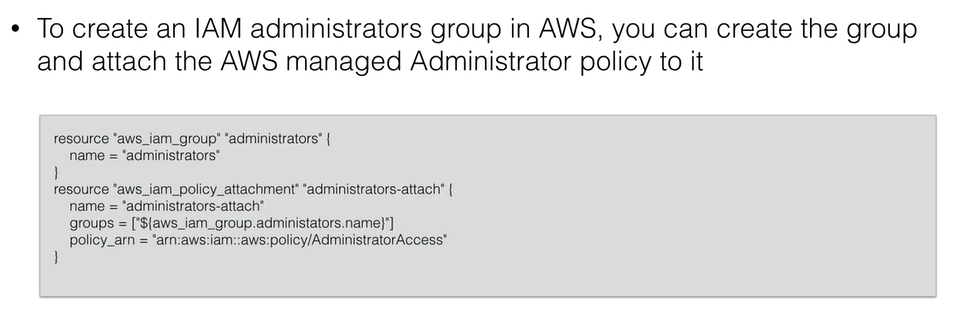 • To create an IAM administrators group in AWS, you can create the group
and attach the AWS managed Administrator policy to it
resource "aws_iam_group" "administrators" {
name = "administrators"
}
resource "aws_iam_policy_attachment" "administrators-attach" {
name = "administrators-attach"
groups = ["${aws_iam_group.administators.name}"]
policy_arn = "arn:aws:iam::aws:policy/AdministratorAccess"
}